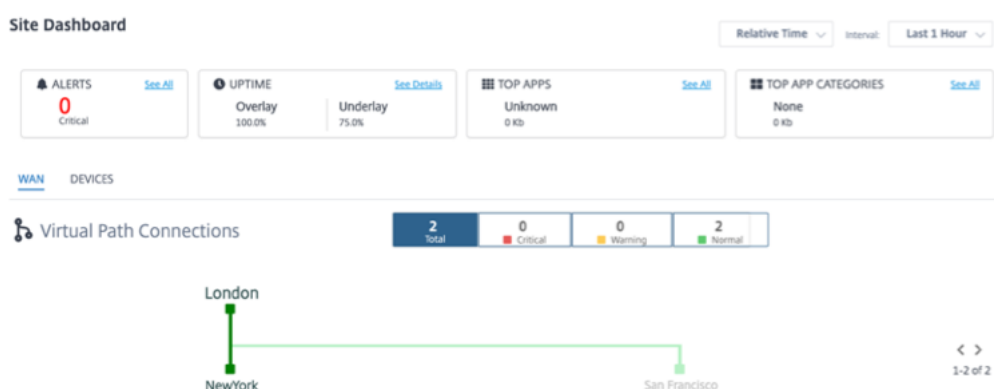 Site Dashboard
Relative Time Interval: Last 1 Hour
ALERTS See All
0
Critical
UPTIME See Details
Overlay Underlay
100.0% 75.0%
TOP APPS See All
Unknown
0 Kb
TOP APP CATEGORIES See All
None
0 Kb
WAN DEVICES
Virtual Path Connections
2 0 0 2
Total Critical Warning Normal
London
< >
1-2 of 2
NewYork San Francisco